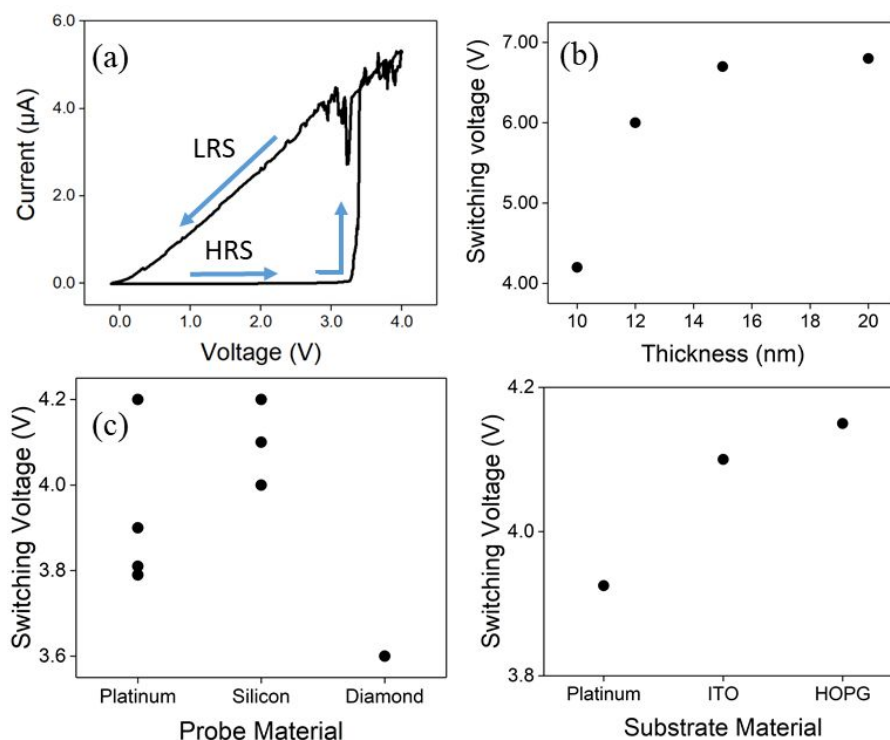 (a)
6.0
4.0
2.0
0.0
Current (µA)
LRS
HRS
0.0 1.0 2.0 3.0 4.0
Voltage (V)
(b)
7.00
6.00
5.00
4.00
Switching voltage (V)
10 12 14 16 18 20
Thickness (nm)
(c)
4.2
4.0
3.8
3.6
Switching Voltage (V)
Platinum Silicon Diamond
Probe Material
4.2
4.0
3.8
Switching Voltage (V)
Platinum ITO HOPG
Substrate Material